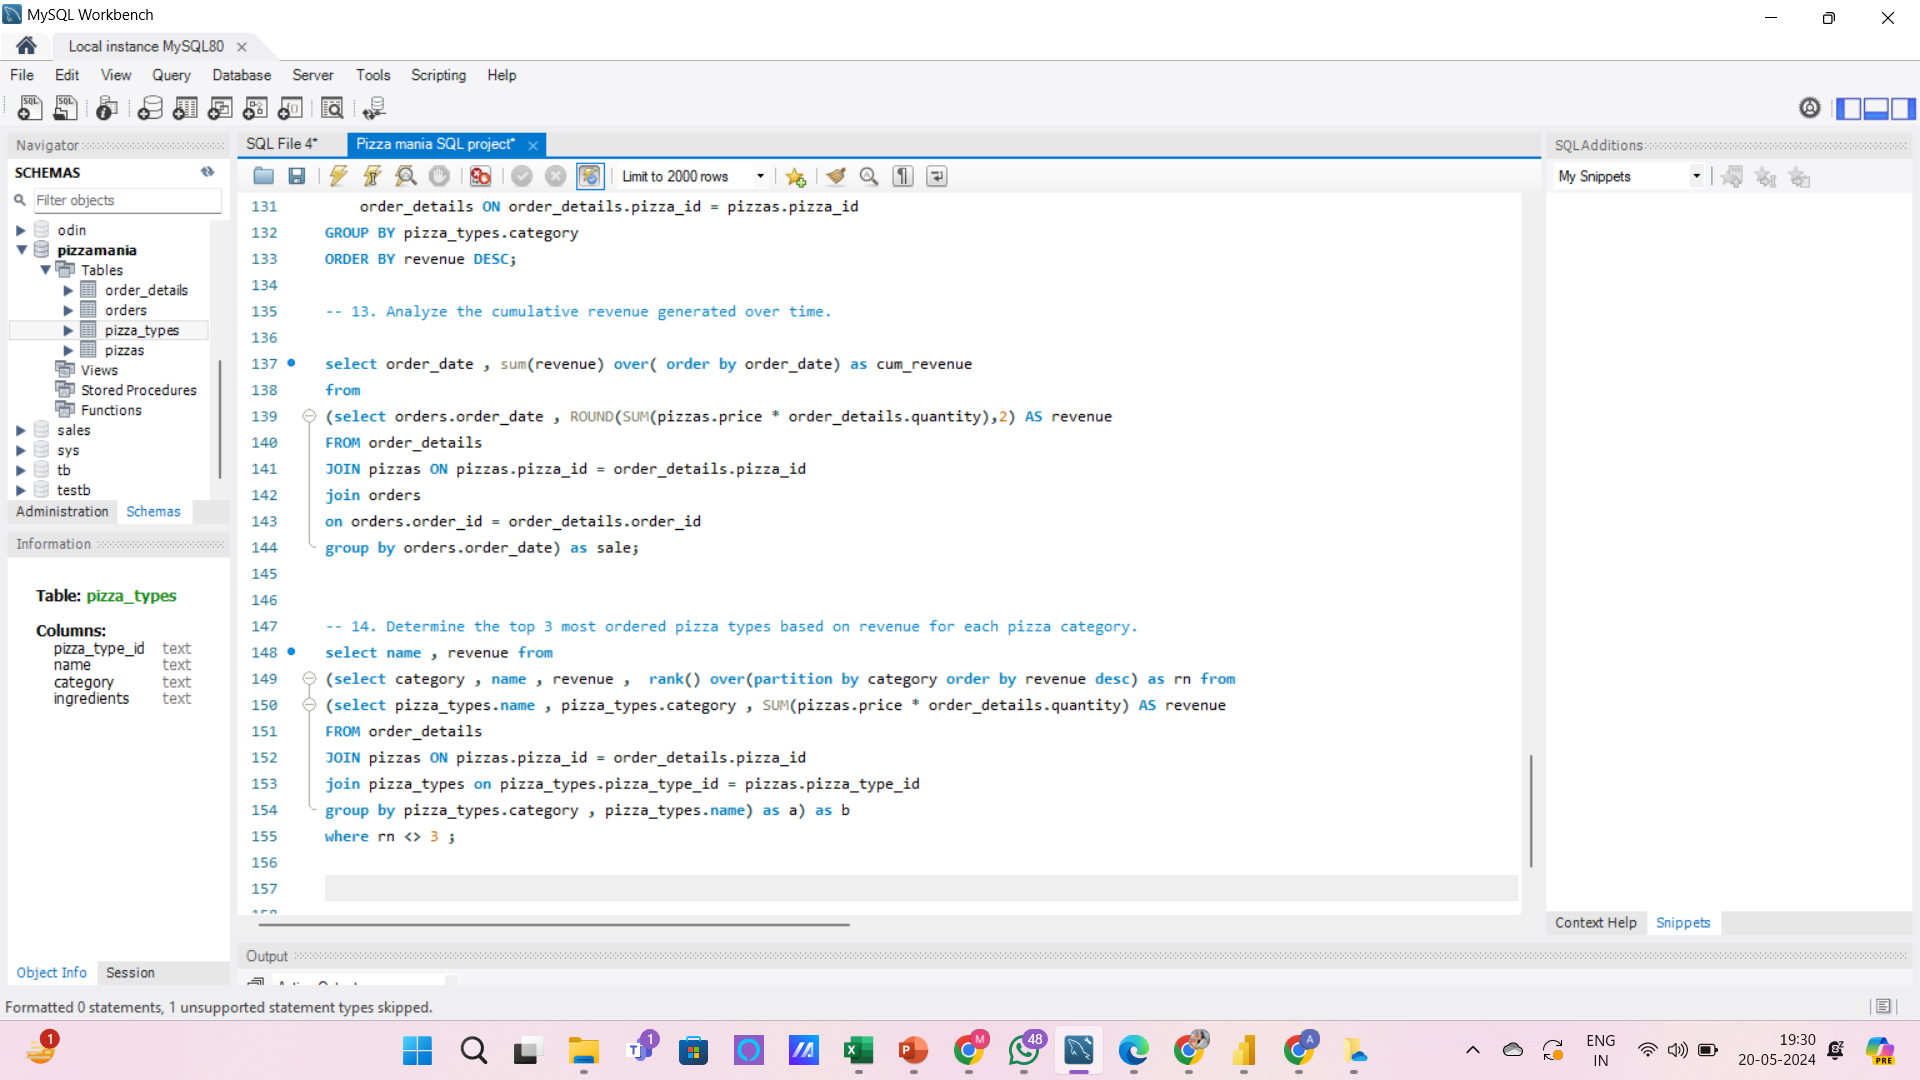 MySQL Workbench
Local instance MySQL80
File Edit View Query Database Server Tools Scripting Help
Navigator
SCHEMAS
Filter objects
odin
pizzamania
Tables
order_details
orders
pizza_types
pizzas
Views
Stored Procedures
Functions
sales
sys
tb
testb
Administration Schemas
Information
Table: pizza_types
Columns:
pizza_type_id text
name text
category text
ingredients text
Object Info Session
SQL File 4* Pizza mania SQL project*
Limit to 2000 rows
131 order_details ON order_details.pizza_id = pizzas.pizza_id
132 GROUP BY pizza_types.category
133 ORDER BY revenue DESC;
134
135 -- 13. Analyze the cumulative revenue generated over time.
136
137 select order_date , sum(revenue) over( order by order_date) as cum_revenue
138 from
139 (select orders.order_date , ROUND(SUM(pizzas.price * order_details.quantity),2) AS revenue
140 FROM order_details
141 JOIN pizzas ON pizzas.pizza_id = order_details.pizza_id
142 join orders
143 on orders.order_id = order_details.order_id
144 group by orders.order_date) as sale;
145
146
147 -- 14. Determine the top 3 most ordered pizza types based on revenue for each pizza category.
148 select name , revenue from
149 (select category , name , revenue , rank() over(partition by category order by revenue desc) as rn from
150 (select pizza_types.name , pizza_types.category , SUM(pizzas.price * order_details.quantity) AS revenue
151 FROM order_details
152 JOIN pizzas ON pizzas.pizza_id = order_details.pizza_id
153 join pizza_types on pizza_types.pizza_type_id = pizzas.pizza_type_id
154 group by pizza_types.category , pizza_types.name) as a) as b
155 where rn <> 3 ;
156
157
Output
SQLAdditions
My Snippets
Context Help Snippets
Formatted 0 statements, 1 unsupported statement types skipped.
1
1
M
48
A
ENG
IN
19:30
20-05-2024
PRE